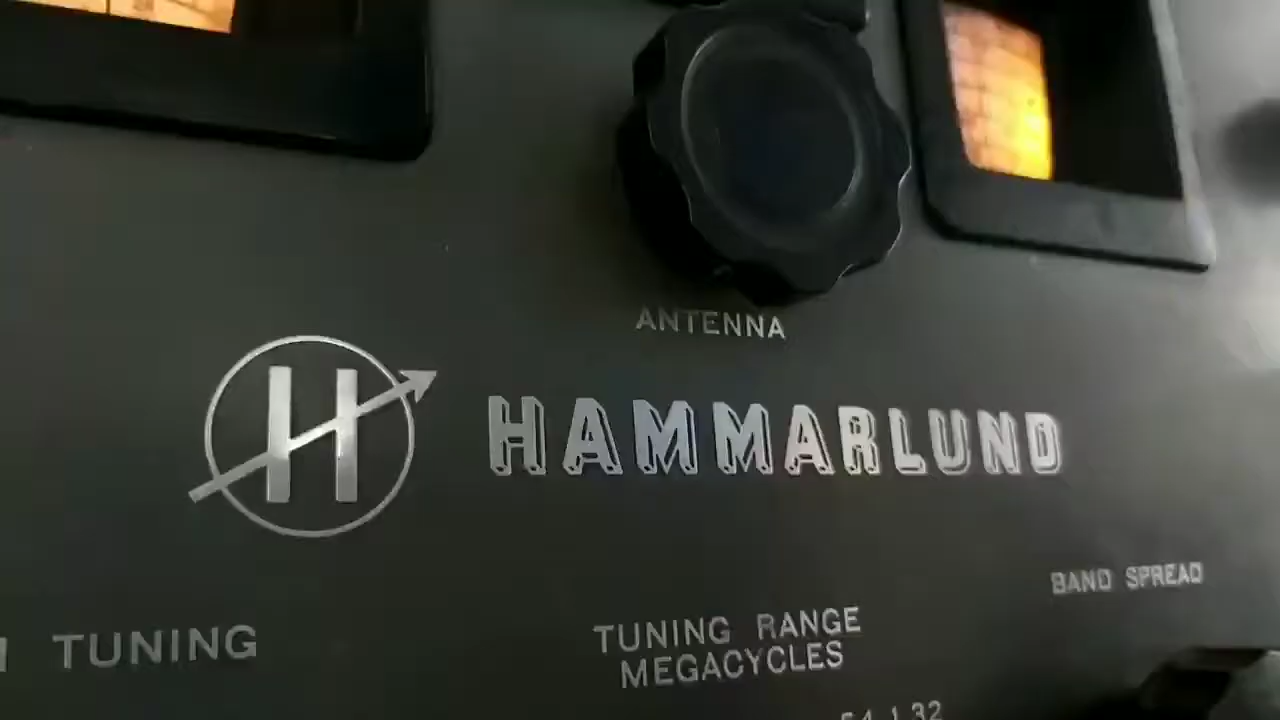 ANTENNA
H
HAMMARLUND
BAND SPREAD
TUNING
TUNING RANGE
MEGACYCLES